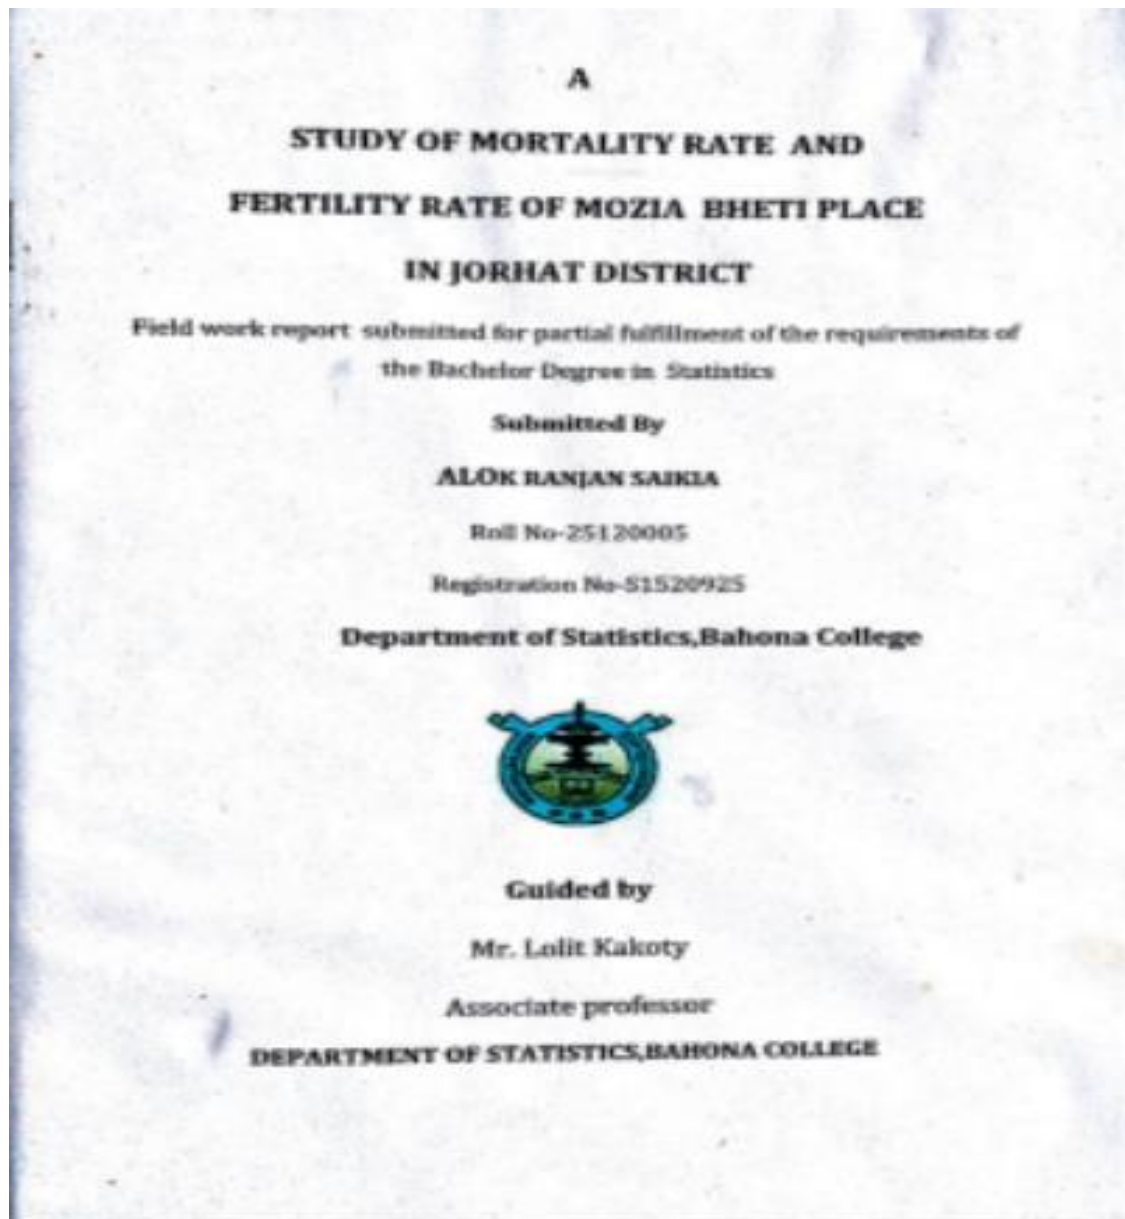 A
STUDY OF MORTALITY RATE AND
FERTILITY RATE OF MOZIA BHETI PLACE
IN JORHAT DISTRICT
Field work report submitted for partial fulfillment of the requirements of
the Bachelor Degree in Statistics
Submitted By
ALOK RANJAN SAIKIA
Roll No-25120005
Registration No-S1520925
Department of Statistics,Bahona College
Guided by
Mr. Lolit Kakoty
Associate professor
DEPARTMENT OF STATISTICS,BAHONA COLLEGE